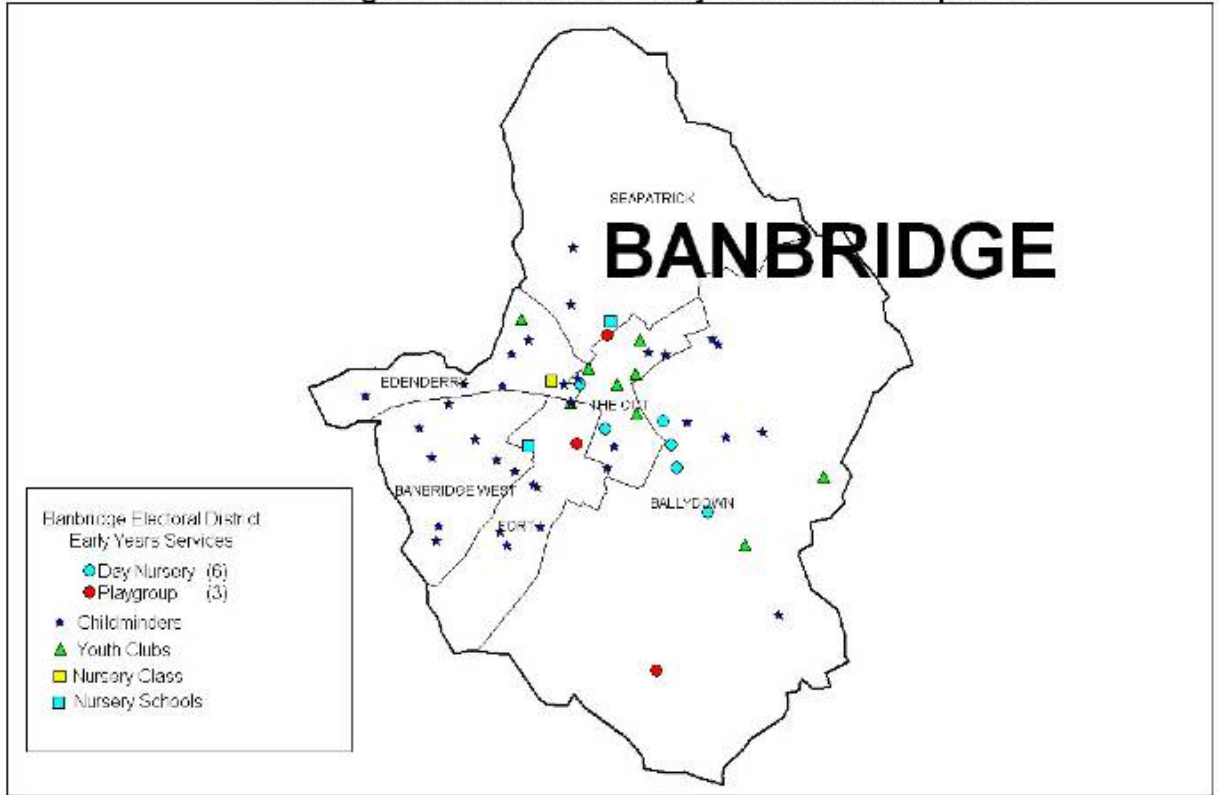 SEAPATRICK
BANBRIDGE
EDENDERRY
THE CUT
BANBRIDGE WEST
BALLYDOWN
FORT
Banbridge Electoral District
Early Years Services
Day Nursery (6)
Playgroup (3)
Childminders
Youth Clubs
Nursery Class
Nursery Schools